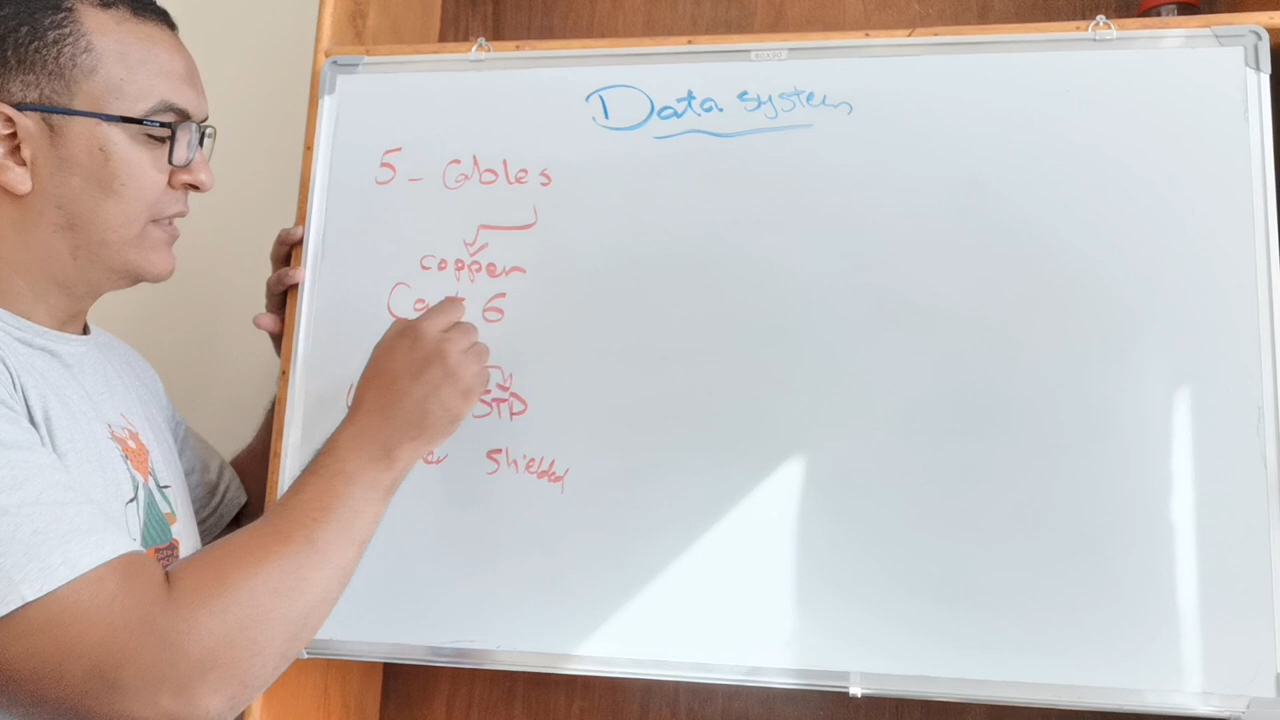 Data system
5- Cables
copper
Cat 6
STP
Shielded